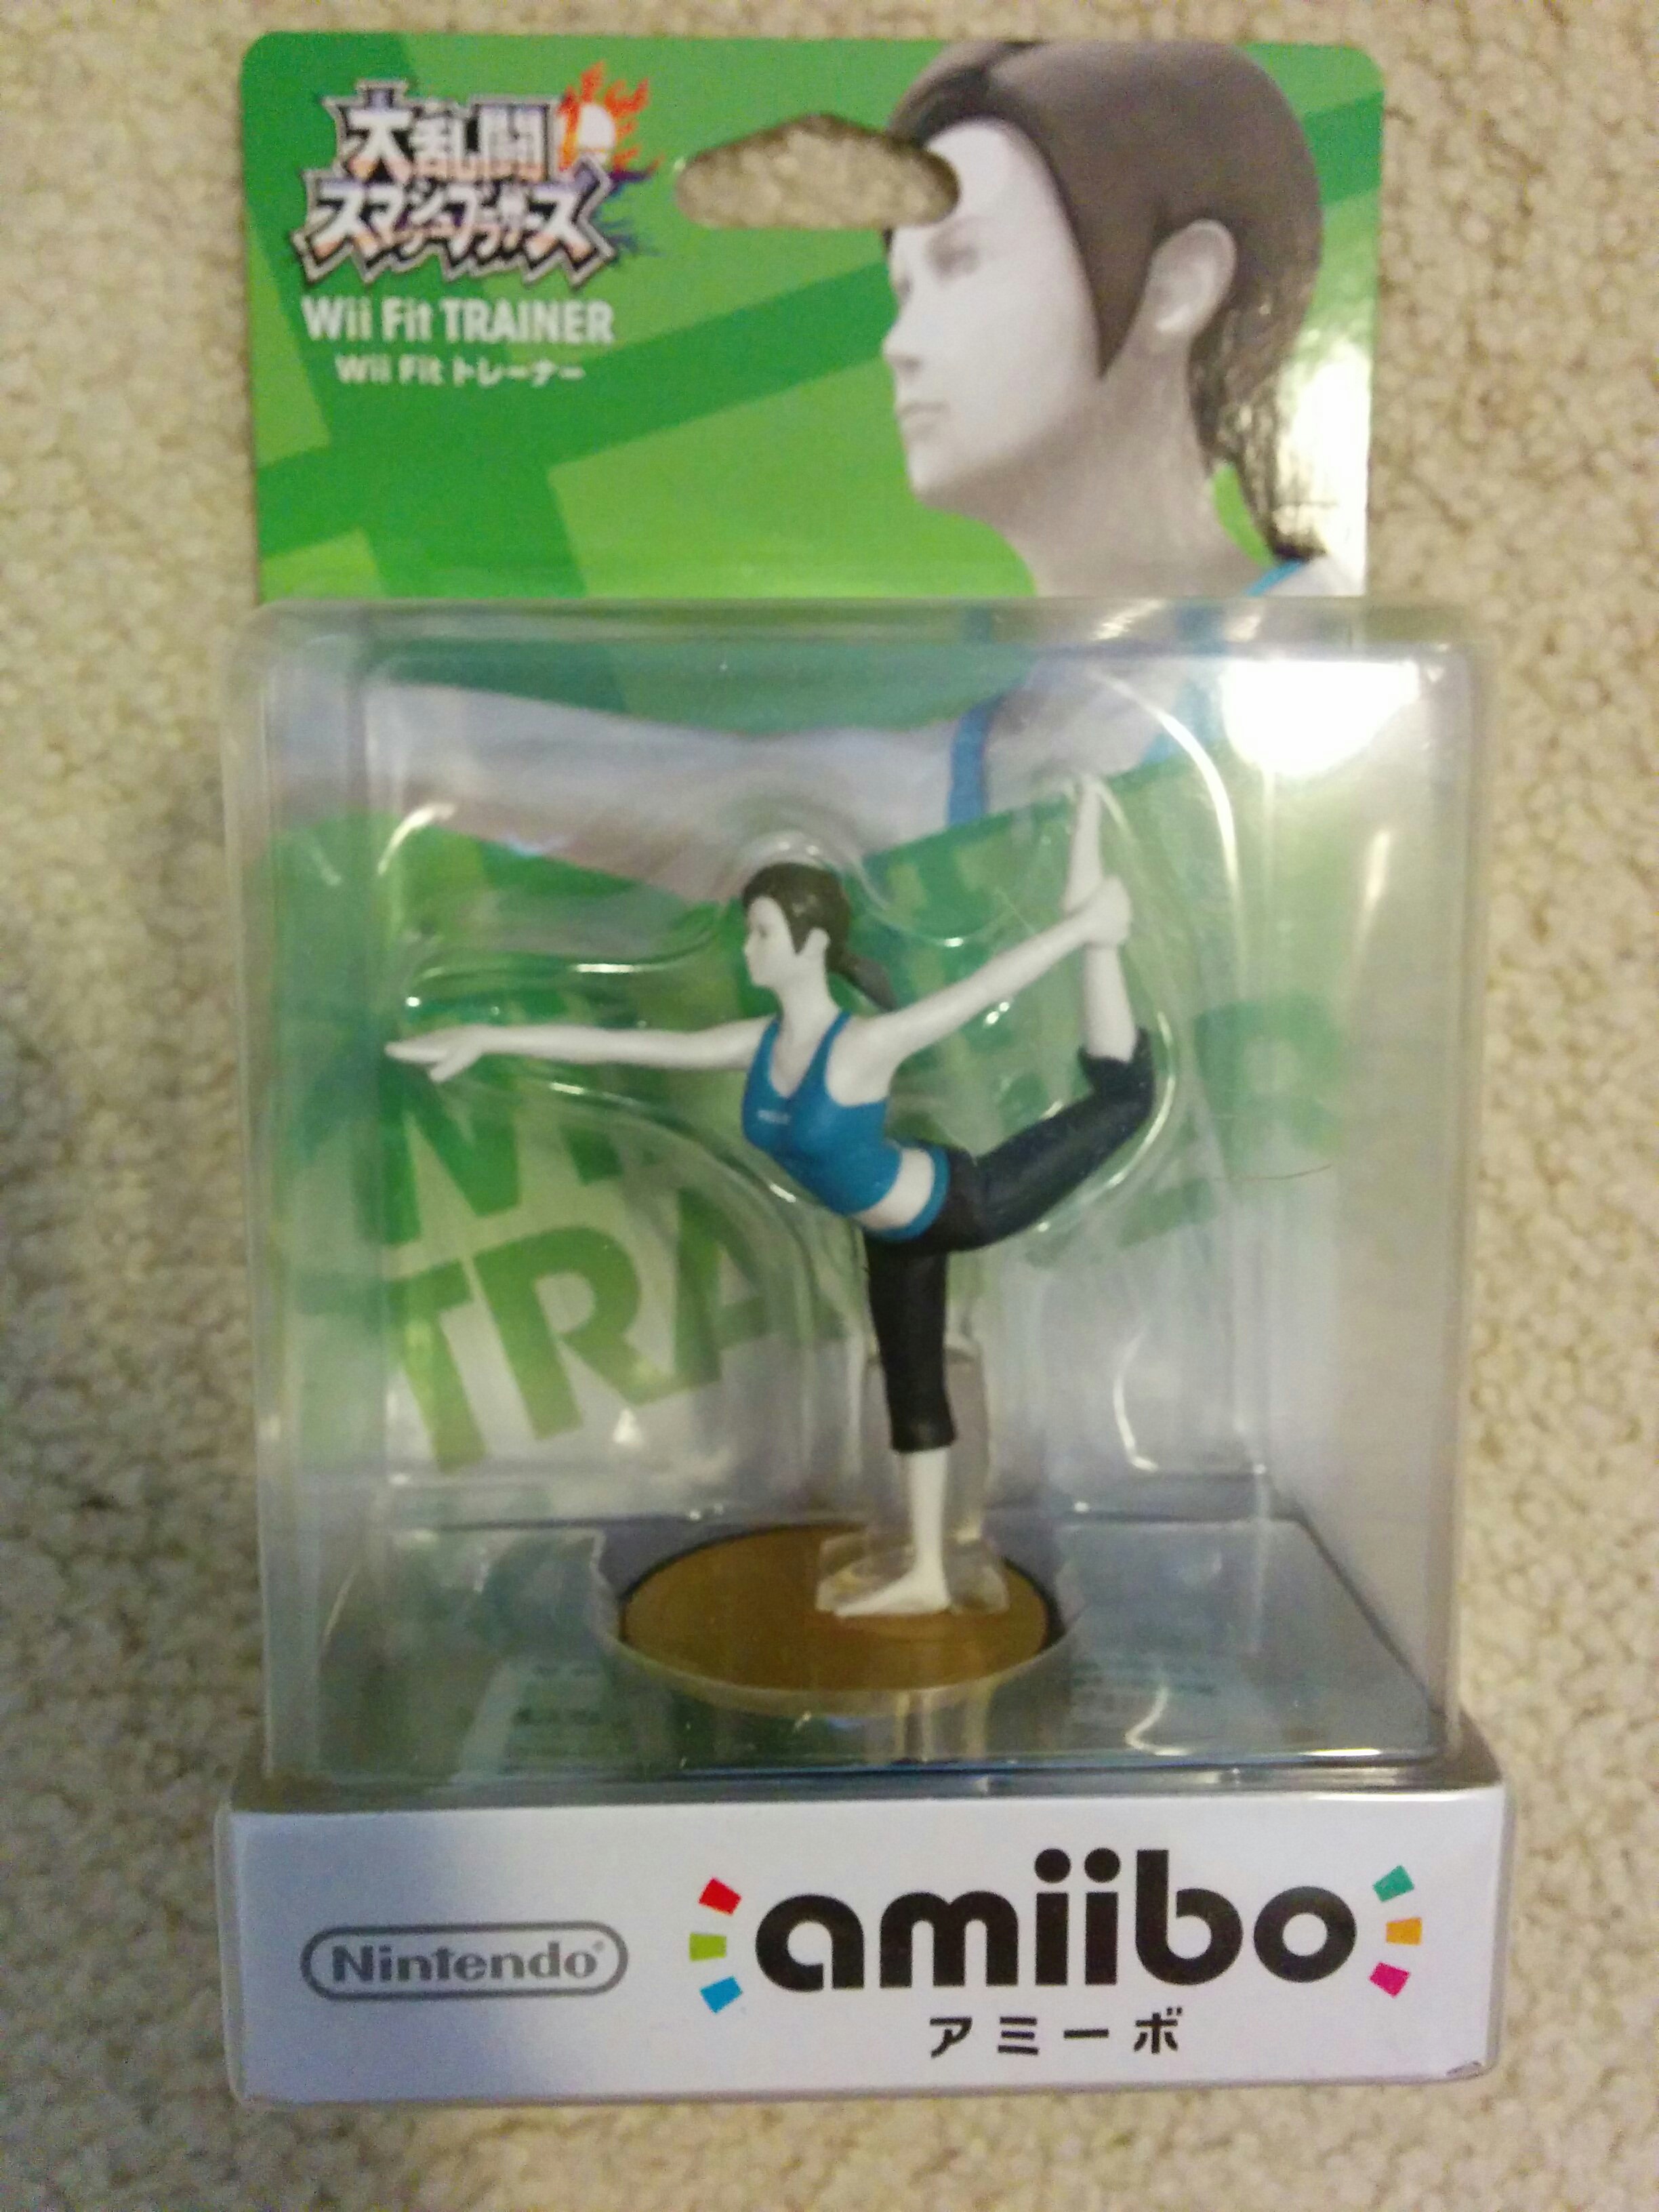 大乱闘
スマッシュブラザーズ
Wii Fit TRAINER
Wii Fit トレーナー
TRA
Nintendo®
amiibo
アミーボ